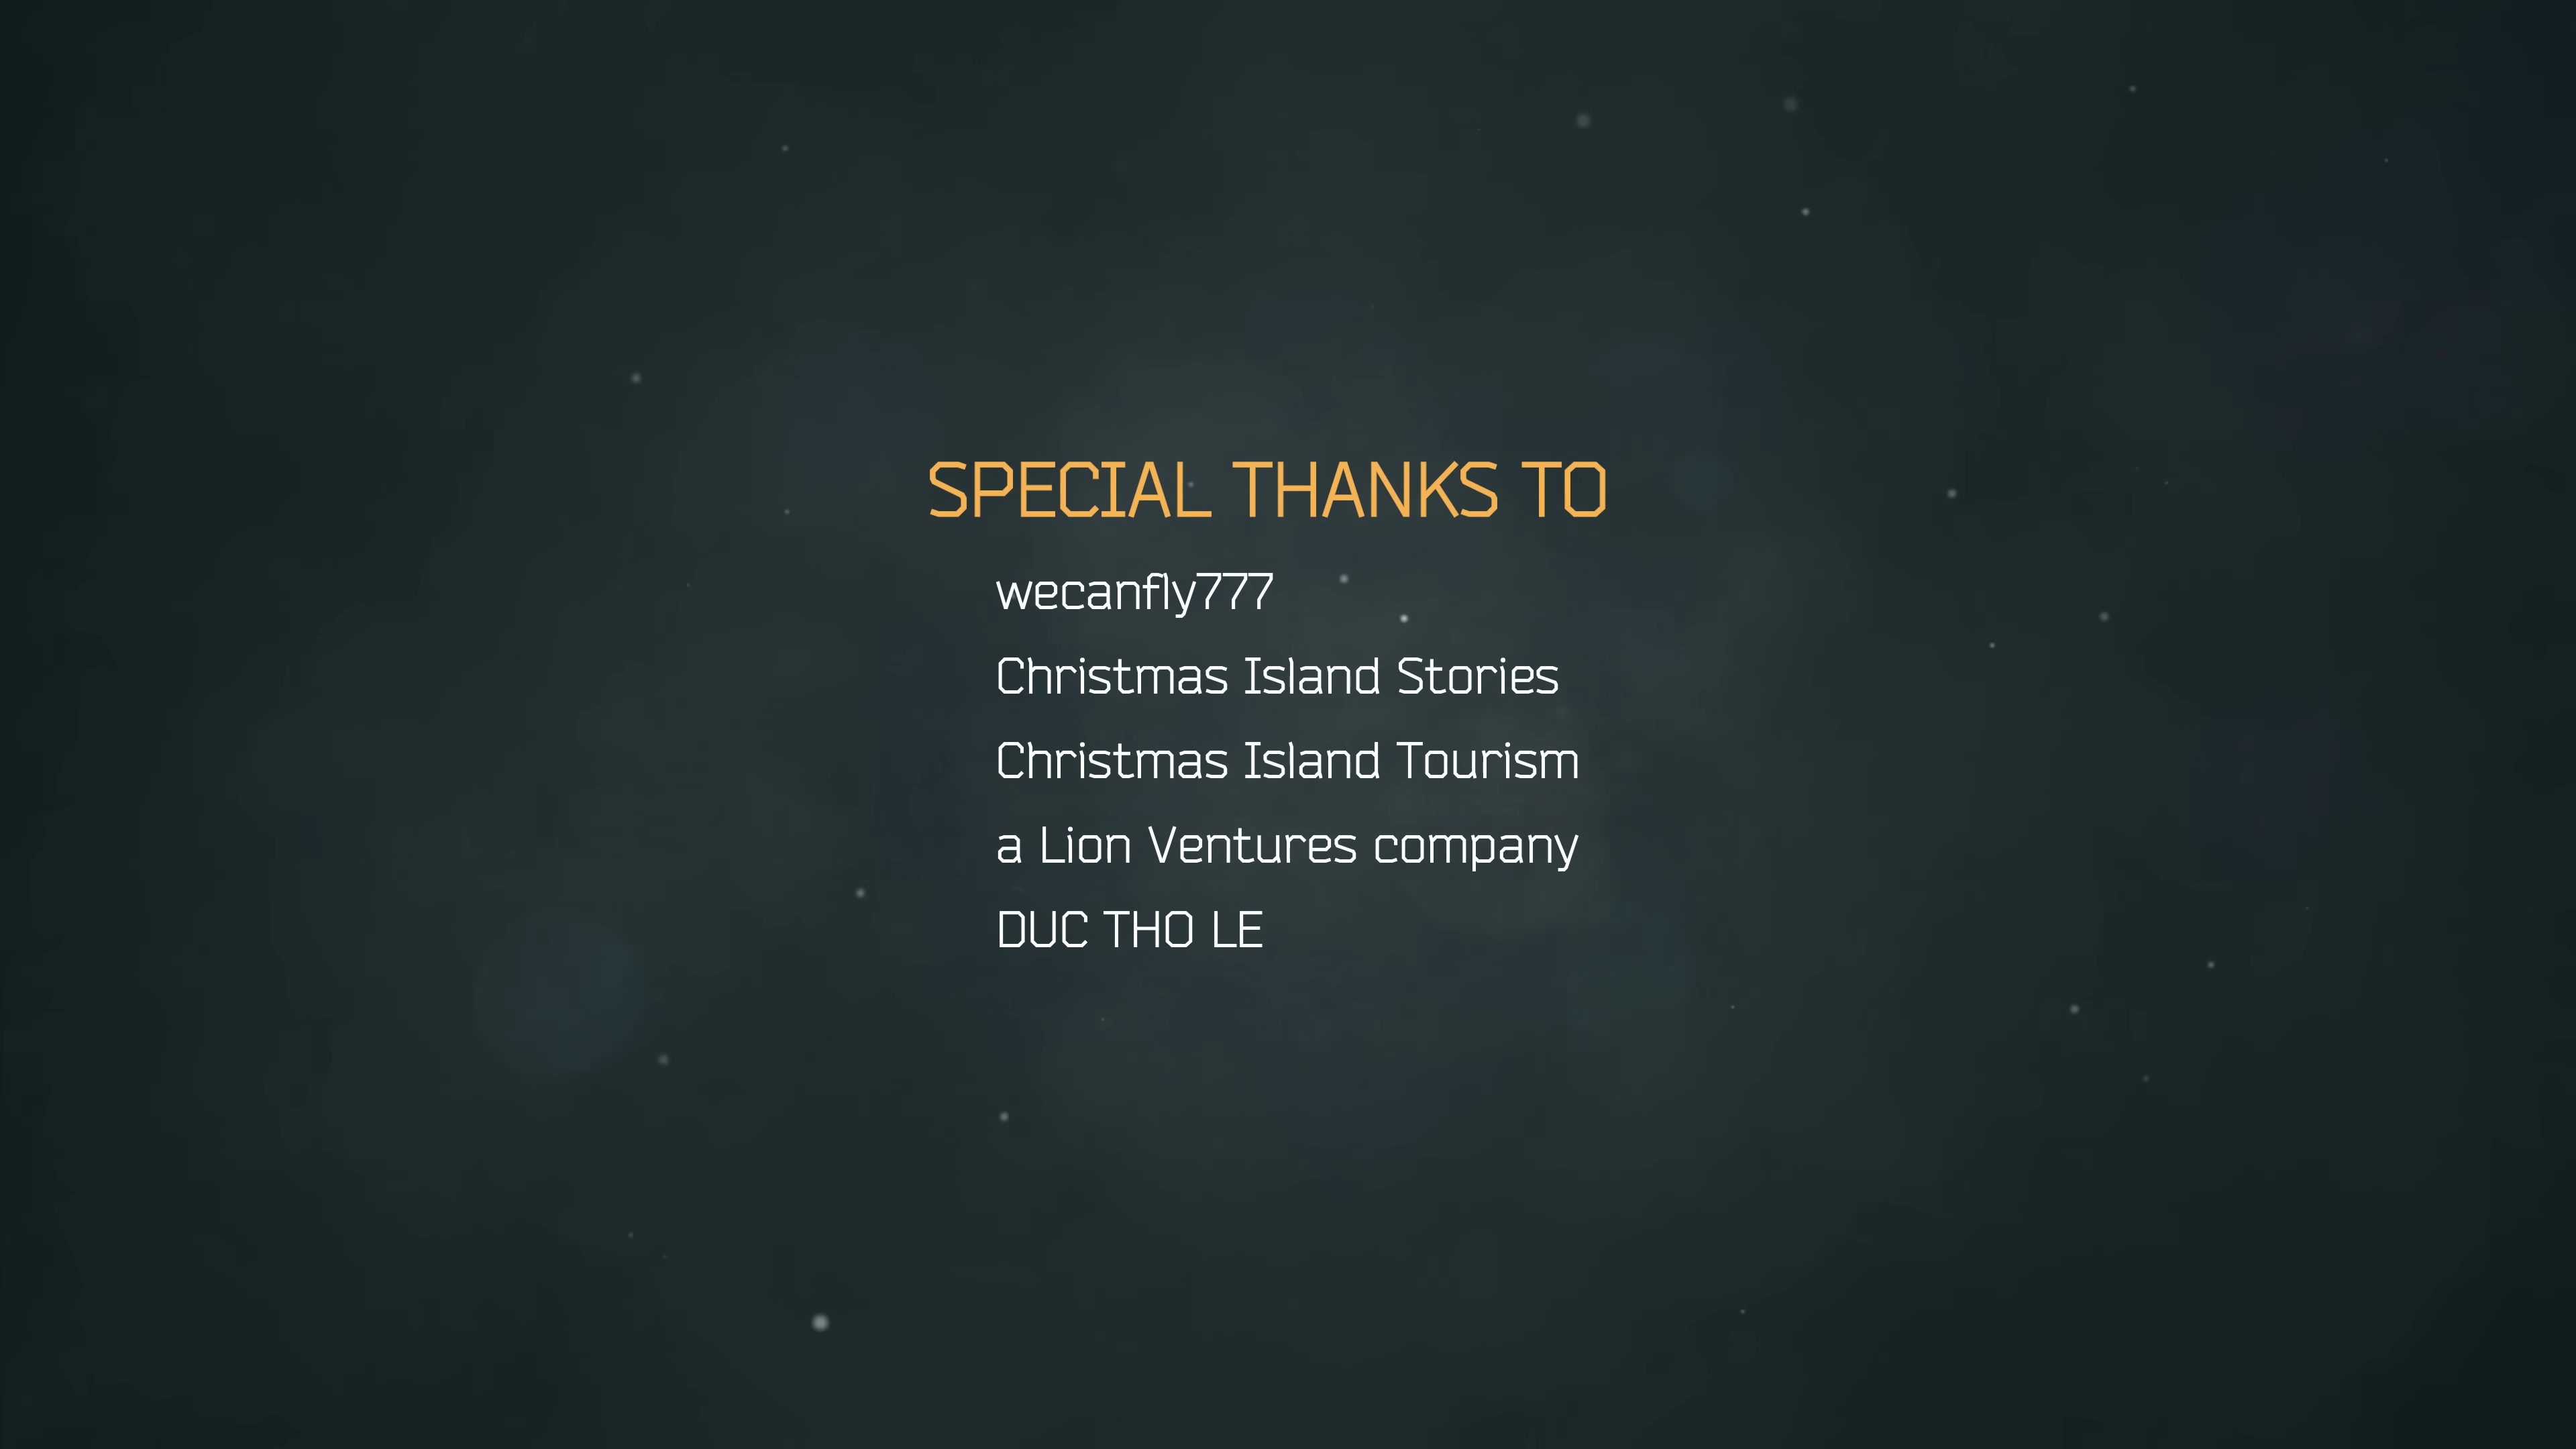 SPECIAL THANKS TO
wecanfly777
Christmas Island Stories
Christmas Island Tourism
a Lion Ventures company
DUC THO LE